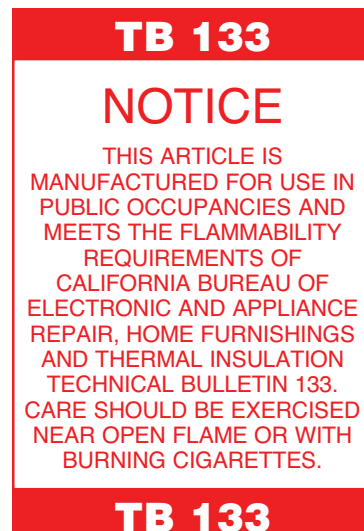 TB 133
NOTICE
THIS ARTICLE IS
MANUFACTURED FOR USE IN
PUBLIC OCCUPANCIES AND
MEETS THE FLAMMABILITY
REQUIREMENTS OF
CALIFORNIA BUREAU OF
ELECTRONIC AND APPLIANCE
REPAIR, HOME FURNISHINGS
AND THERMAL INSULATION
TECHNICAL BULLETIN 133.
CARE SHOULD BE EXERCISED
NEAR OPEN FLAME OR WITH
BURNING CIGARETTES.
TB 133